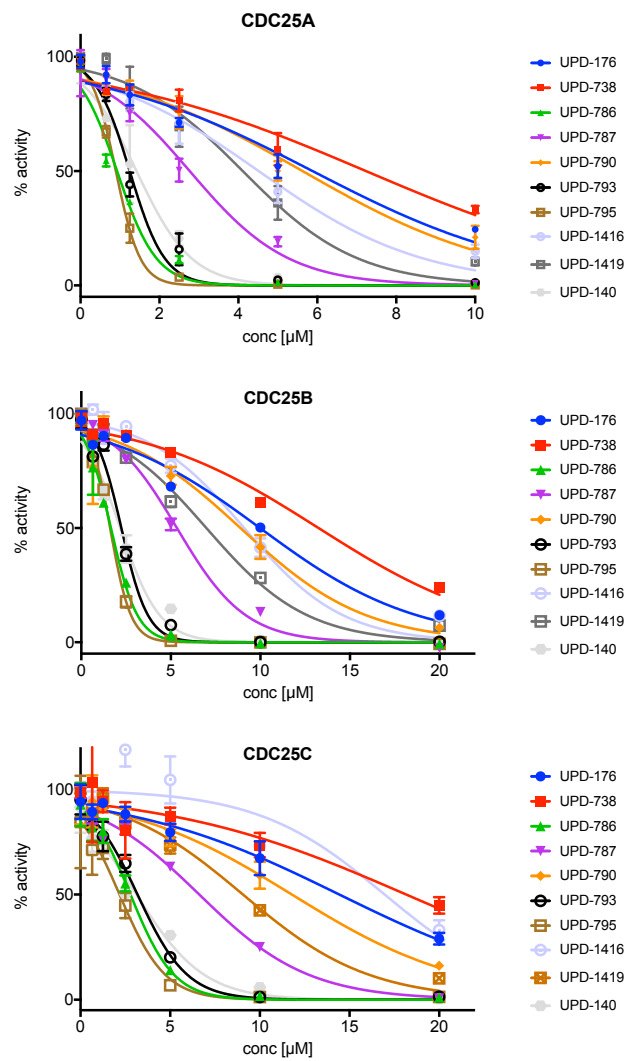 CDC25A
100
50
0
% activity
0
2
4
6
8
10
conc [µM]
UPD-176
UPD-738
UPD-786
UPD-787
UPD-790
UPD-793
UPD-795
UPD-1416
UPD-1419
UPD-140
CDC25B
100
50
0
% activity
0
5
10
15
20
conc [µM]
UPD-176
UPD-738
UPD-786
UPD-787
UPD-790
UPD-793
UPD-795
UPD-1416
UPD-1419
UPD-140
CDC25C
100
50
0
% activity
0
5
10
15
20
conc [µM]
UPD-176
UPD-738
UPD-786
UPD-787
UPD-790
UPD-793
UPD-795
UPD-1416
UPD-1419
UPD-140